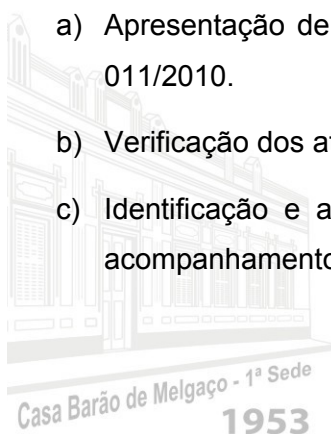 a) Apresentação de
011/2010.
b) Verificação dos
c) Identificação e
acompanhamento
Casa Barão de Melgaço - 1ª Sede
1953